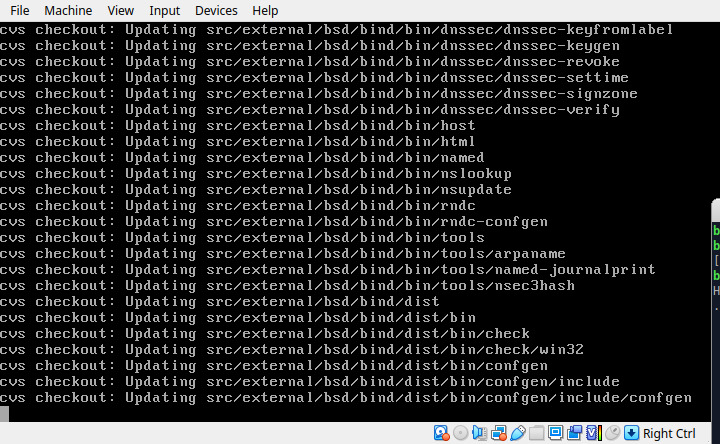 File Machine View Input Devices Help
cvs checkout: Updating src/external/bsd/bind/bin/dnssec/dnssec-keyfromlabel
cvs checkout: Updating src/external/bsd/bind/bin/dnssec/dnssec-keygen
cvs checkout: Updating src/external/bsd/bind/bin/dnssec/dnssec-revoke
cvs checkout: Updating src/external/bsd/bind/bin/dnssec/dnssec-settime
cvs checkout: Updating src/external/bsd/bind/bin/dnssec/dnssec-signzone
cvs checkout: Updating src/external/bsd/bind/bin/dnssec/dnssec-verify
cvs checkout: Updating src/external/bsd/bind/bin/host
cvs checkout: Updating src/external/bsd/bind/bin/html
cvs checkout: Updating src/external/bsd/bind/bin/named
cvs checkout: Updating src/external/bsd/bind/bin/nslookup
cvs checkout: Updating src/external/bsd/bind/bin/nsupdate
cvs checkout: Updating src/external/bsd/bind/bin/rndc
cvs checkout: Updating src/external/bsd/bind/bin/rndc-confgen
cvs checkout: Updating src/external/bsd/bind/bin/tools
cvs checkout: Updating src/external/bsd/bind/bin/tools/arpaname
cvs checkout: Updating src/external/bsd/bind/bin/tools/named-journalprint
cvs checkout: Updating src/external/bsd/bind/bin/tools/nsec3hash
cvs checkout: Updating src/external/bsd/bind/dist
cvs checkout: Updating src/external/bsd/bind/dist/bin
cvs checkout: Updating src/external/bsd/bind/dist/bin/check
cvs checkout: Updating src/external/bsd/bind/dist/bin/check/win32
cvs checkout: Updating src/external/bsd/bind/dist/bin/confgen
cvs checkout: Updating src/external/bsd/bind/dist/bin/confgen/include
cvs checkout: Updating src/external/bsd/bind/dist/bin/confgen/include/confgen
b
b
[
b
H
.
Right Ctrl